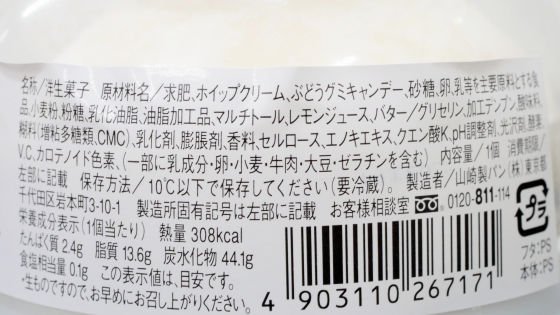 名称/洋生菓子 原材料名/求肥、ホイップクリーム、ぶどうグミキャンデー、砂糖、卵、乳等を主要原料とする食
品、小麦粉、粉糖、乳化油脂、油脂加工品、マルチトール、レモンジュース、バター/グリセリン、加工デンプン、酸味料、
糊料(増粘多糖類、CMC)、乳化剤、膨脹剤、香料、セルロース、エノキエキス、クエン酸K、pH調整剤、光沢剤、酸素、
V.C、カロテノイド色素、(一部に乳成分・卵・小麦・牛肉・大豆・ゼラチンを含む) 内容量/1個 消費期限/
左部に記載 保存方法/10℃以下で保存してください(要冷蔵)。 製造者/山崎製パン(株)東京都
千代田区岩本町3-10-1 製造所固有記号は左部に記載 お客様相談室 0120-811-114
栄養成分表示(1個当たり) 熱量 308kcal
たんぱく質 2.4g 脂質 13.6g 炭水化物 44.1g
食塩相当量 0.1g この表示値は、目安です。
・生ものですので、お早めにお召し上がりください。
4 903110 267171
プラ
フタ:PS
本体:PS